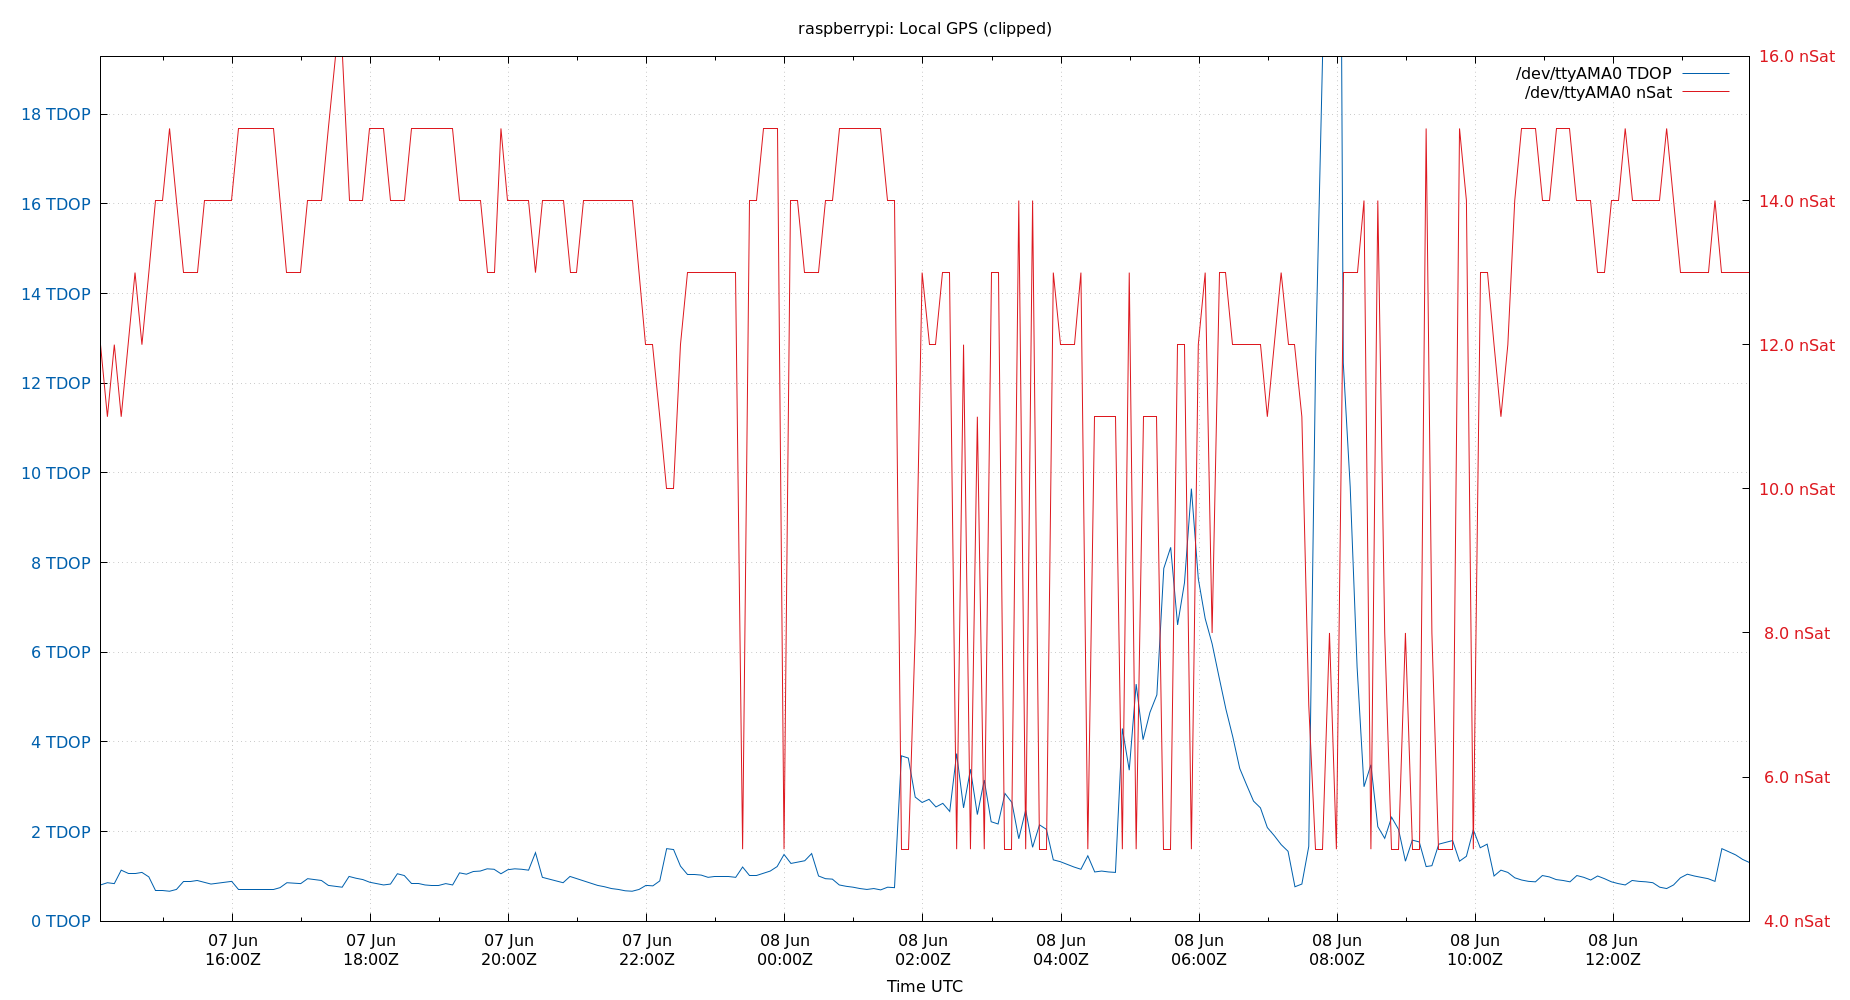 raspberrypi: Local GPS (clipped)
16.0 nSat
/dev/ttyAMA0 TDOP
/dev/ttyAMA0 nSat
18 TDOP
16 TDOP
14.0 nSat
14 TDOP
12.0 nSat
12 TDOP
10 TDOP
10.0 nSat
8 TDOP
8.0 nSat
6 TDOP
6.0 nSat
4 TDOP
2 TDOP
0 TDOP
4.0 nSat
07 Jun 07 Jun 07 Jun 07 Jun 08 Jun 08 Jun 08 Jun 08 Jun 08 Jun 08 Jun 08 Jun
16:00Z 18:00Z 20:00Z 22:00Z 00:00Z 02:00Z 04:00Z 06:00Z 08:00Z 10:00Z 12:00Z
Time UTC